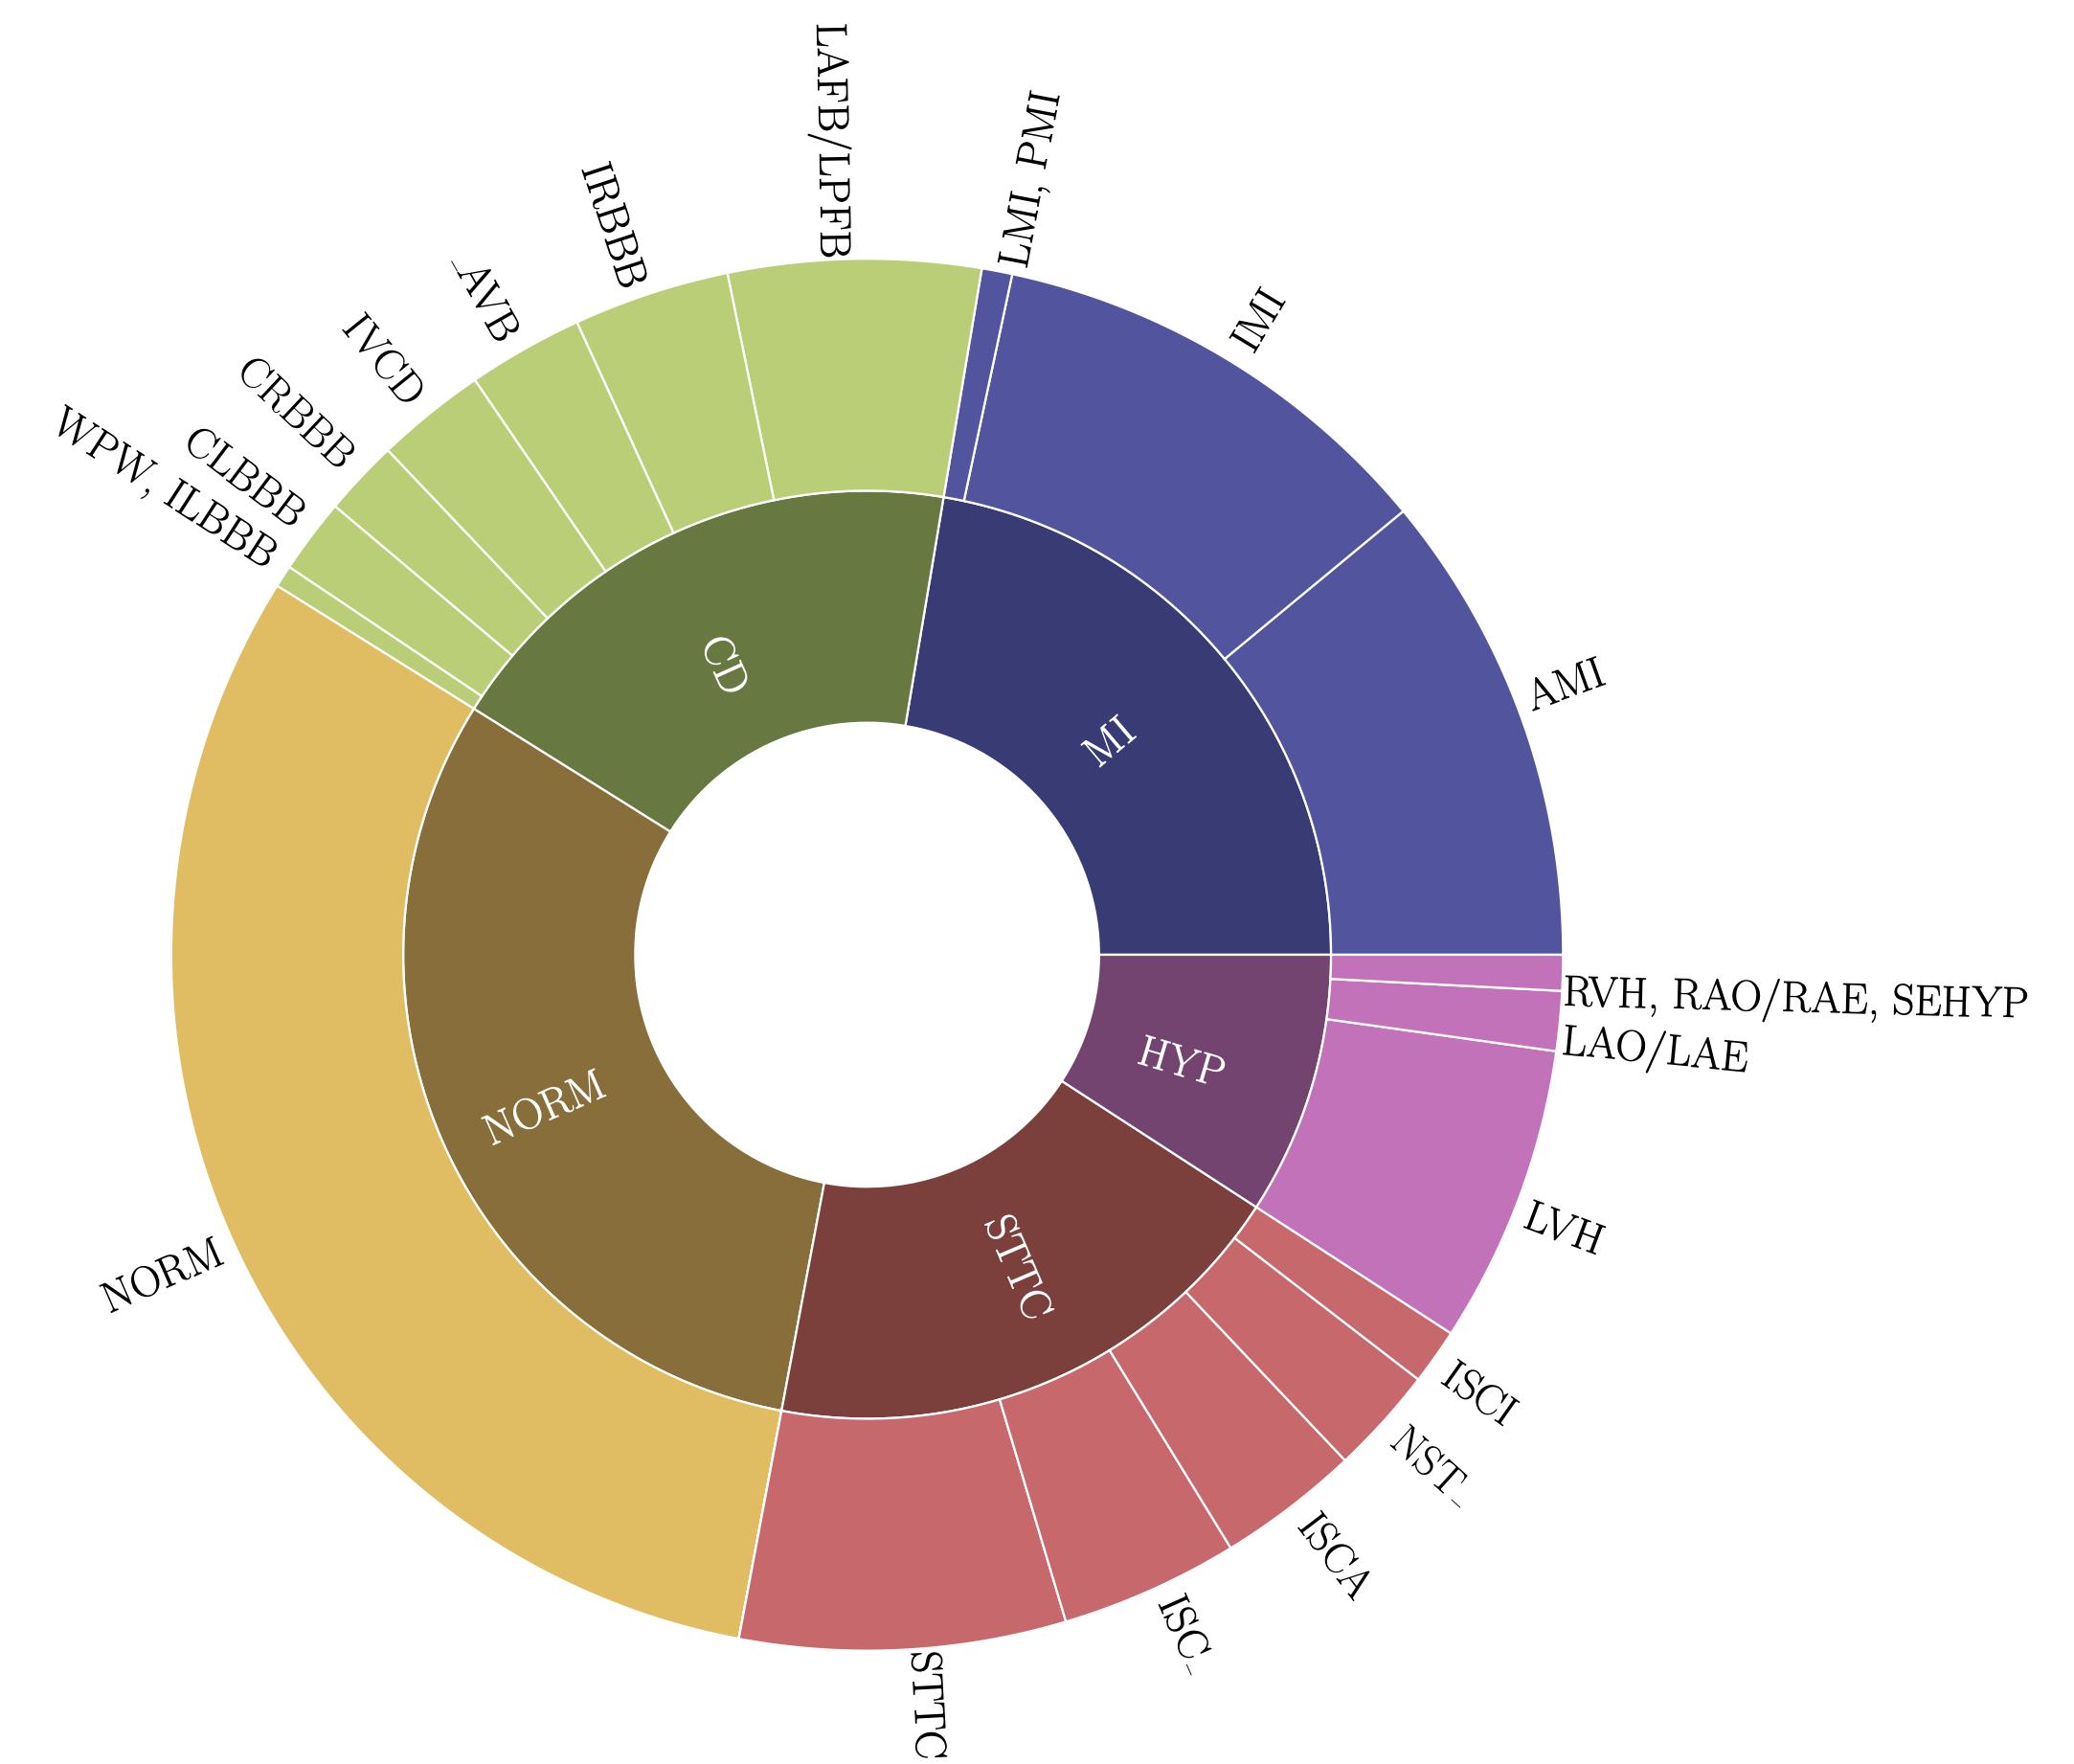 LAFB/LPFB
LMI, PMI
IRBBB
_AVB
IMI
IVCD
CRBBB
CLBBB
WPW, ILBBB
CD
MI
AMI
RVH, RAO/RAE, SEHYP
LAO/LAE
HYP
NORM
NORM
STTC
LVH
ISCI
NST_
ISCA
ISC_
STTC